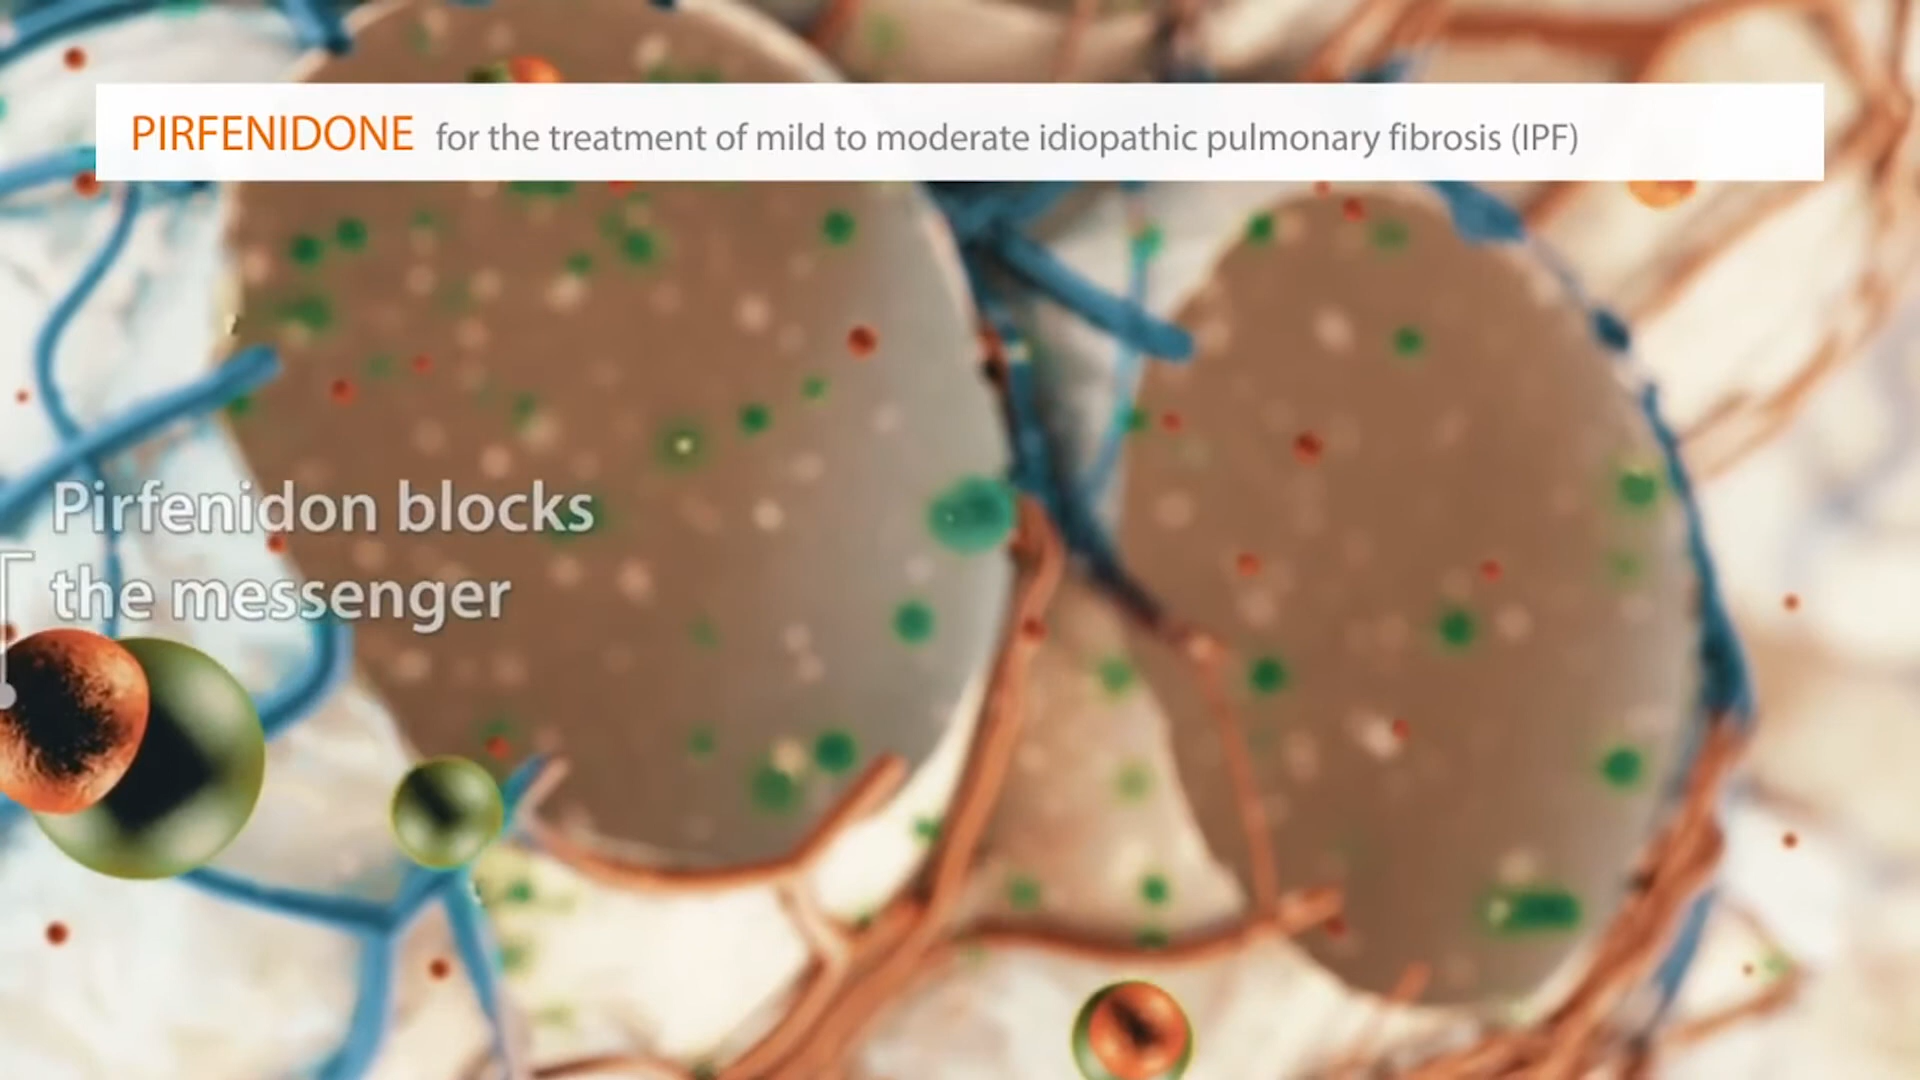 PIRFENIDONE for the treatment of mild to moderate idiopathic pulmonary fibrosis (IPF)
Pirfenidon blocks
the messenger